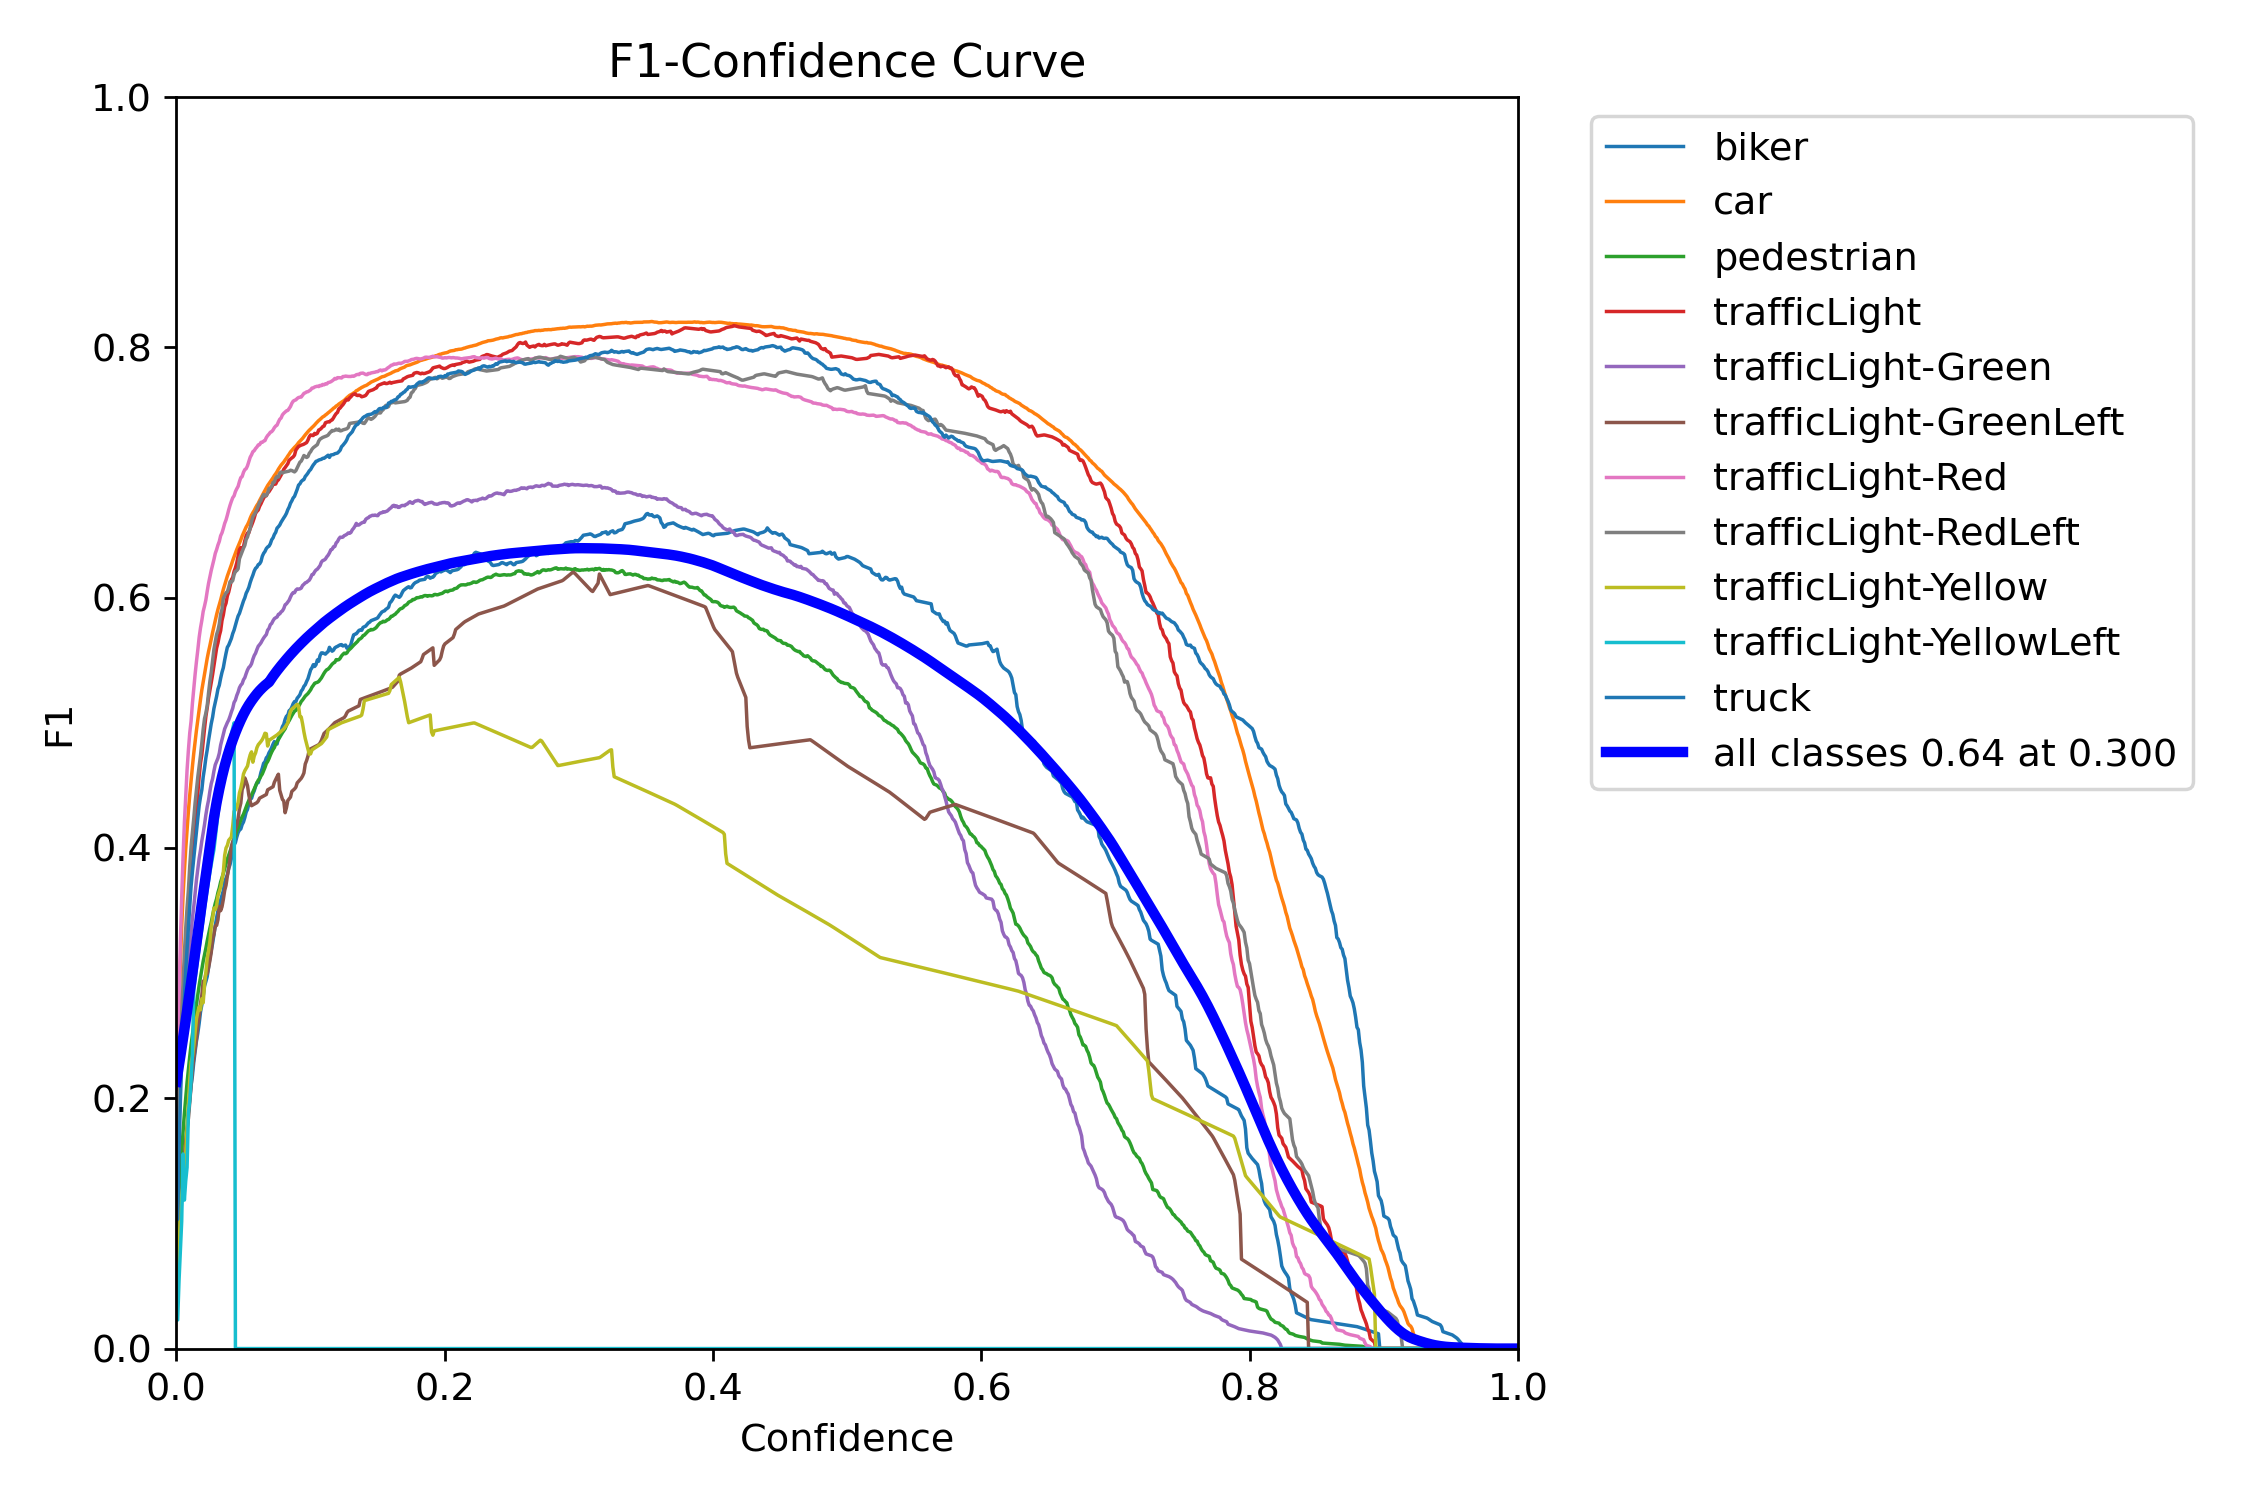 F1-Confidence Curve
1.0
0.8
0.6
0.4
0.2
0.0
F1
0.0 0.2 0.4 0.6 0.8 1.0
Confidence
biker
car
pedestrian
trafficLight
trafficLight-Green
trafficLight-GreenLeft
trafficLight-Red
trafficLight-RedLeft
trafficLight-Yellow
trafficLight-YellowLeft
truck
all classes 0.64 at 0.300